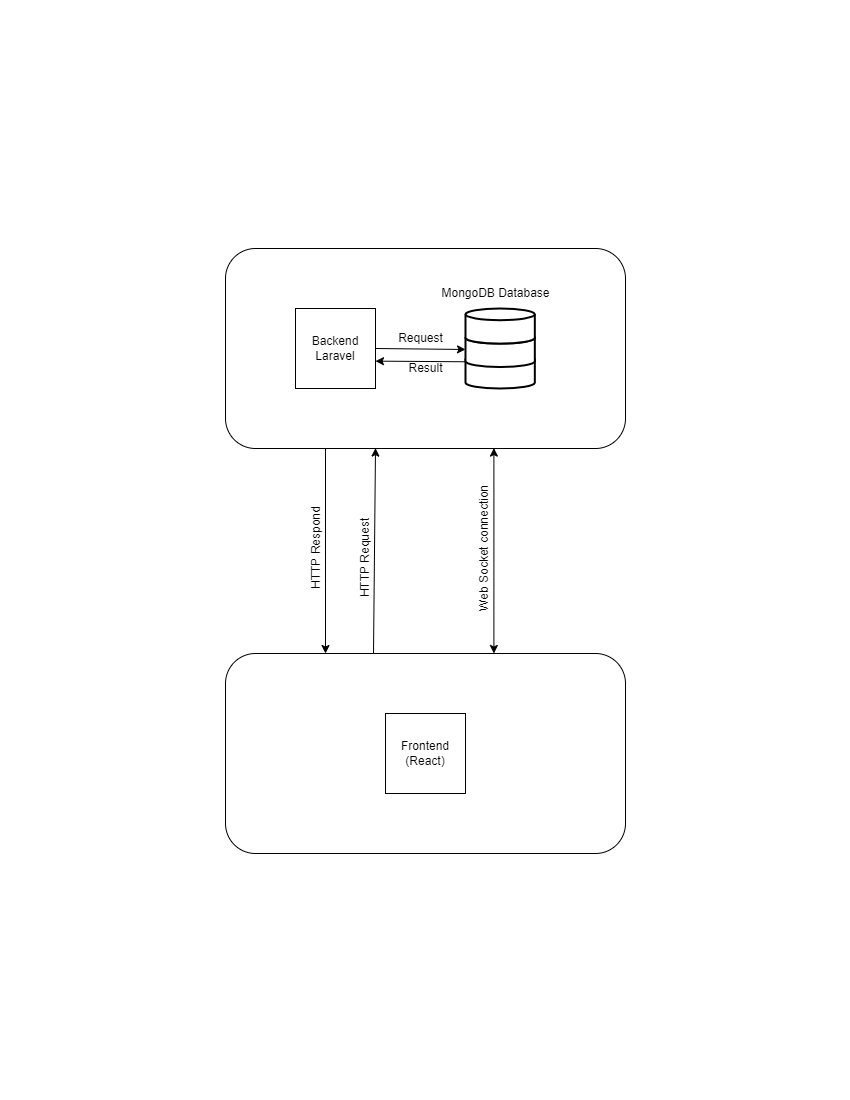 MongoDB Database
Backend
Laravel
Request
Result
HTTP Respond
HTTP Request
Web Socket connection
Frontend
(React)